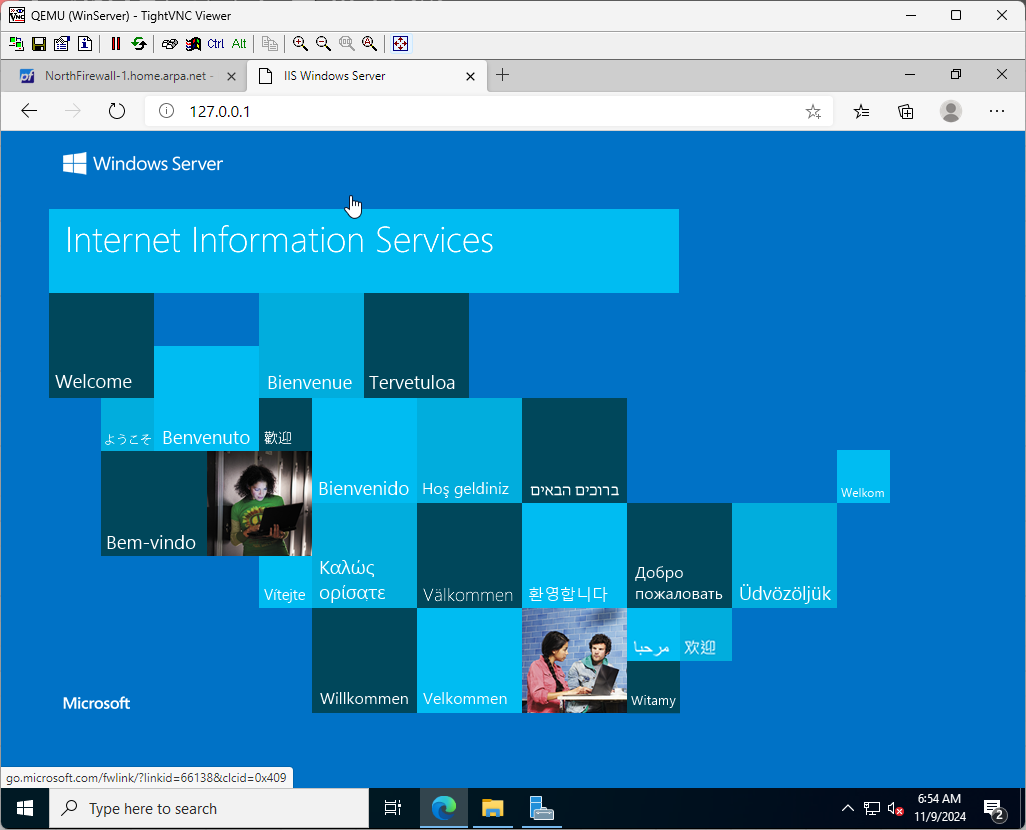 QEMU (WinServer) - TightVNC Viewer
Ctrl Alt
NorthFirewall-1.home.arpa.net -
IIS Windows Server
127.0.0.1
Windows Server
Internet Information Services
Welcome
Bienvenue
Tervetuloa
ようこそ
Benvenuto
歡迎
Bienvenido
Hoş geldiniz
ברוכים הבאים
Welkom
Bem-vindo
Vítejte
Καλώς
ορίσατε
Välkommen
환영합니다
Добро
пожаловать
Üdvözöljük
Willkommen
Velkommen
مرحبا
欢迎
Witamy
Microsoft
go.microsoft.com/fwlink/?linkid=66138&clcid=0x409
Type here to search
6:54 AM
11/9/2024
2